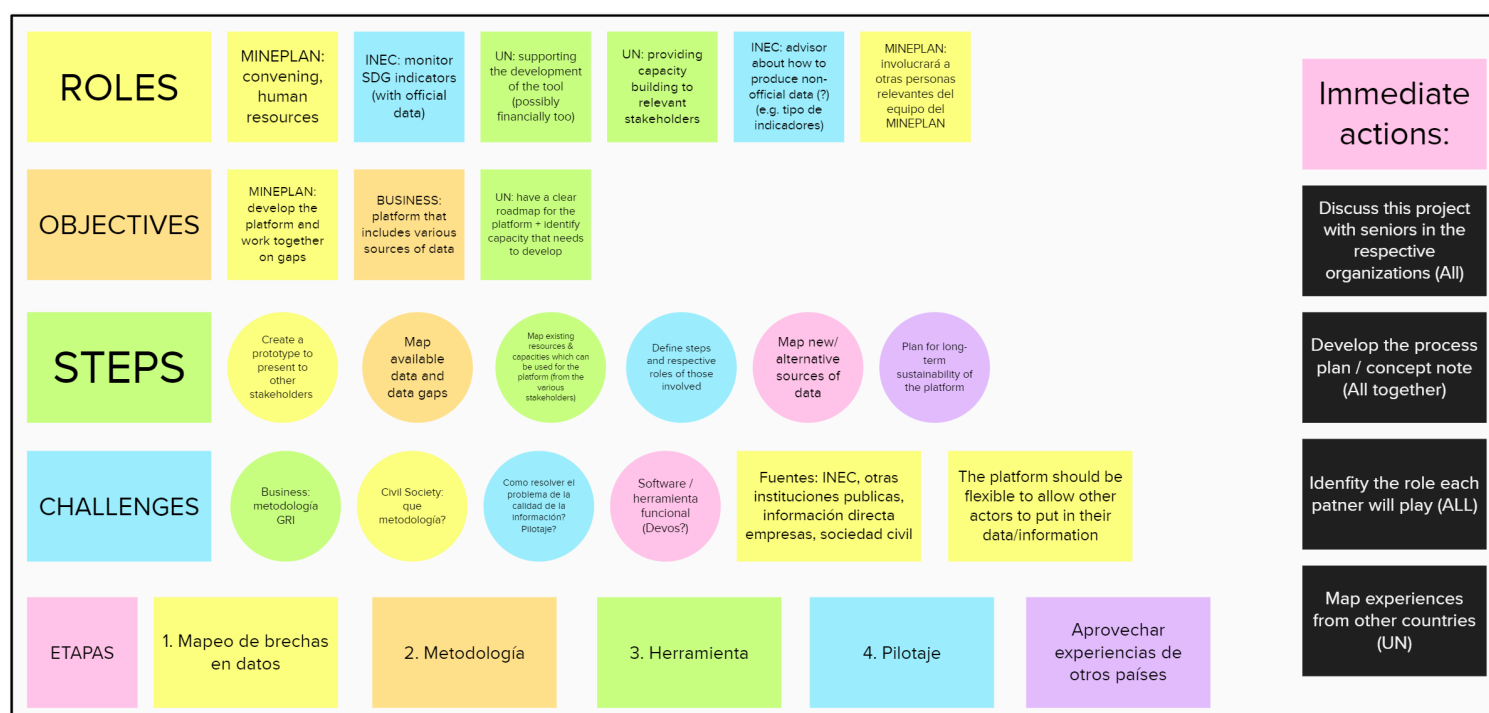 ROLES
MINEPLAN:
convening,
human
resources
INEC: monitor
SDG indicators
(with official
data)
UN: supporting
the development
of the tool
(possibly
financially too)
UN: providing
capacity
building to
relevant
stakeholders
INEC: advisor
about how to
produce non-
official data (?)
(e.g. tipo de
indicadores)
MINEPLAN:
involucrará a
otras personas
relevantes del
equipo del
MINEPLAN
OBJECTIVES
MINEPLAN:
develop the
platform and
work together
on gaps
BUSINESS:
platform that
includes various
sources of data
UN: have a clear
roadmap for the
platform + identify
capacity that needs
to develop
STEPS
Create a
prototype to
present to
other
stakeholders
Map
available
data and
data gaps
Map existing
resources &
capacities which can
be used for the
platform (from the
various
stakeholders)
Define steps
and respective
roles of those
involved
Map new/
alternative
sources of
data
Plan for long-
term
sustainability
of the platform
CHALLENGES
Business:
metodología
GRI
Civil Society:
que
metodología?
Como resolver el
problema de la
calidad de la
información?
Pilotaje?
Software /
herramienta
funcional
(Devos?)
Fuentes: INEC, otras
instituciones publicas,
información directa
empresas, sociedad civil
The platform should be
flexible to allow other
actors to put in their
data/information
ETAPAS
1. Mapeo de brechas
en datos
2. Metodología
3. Herramienta
4. Pilotaje
Aprovechar
experiencias de
otros países
Immediate
actions:
Discuss this project
with seniors in the
respective
organizations (All)
Develop the process
plan / concept note
(All together)
Idenfity the role each
patner will play (ALL)
Map experiences
from other countries
(UN)